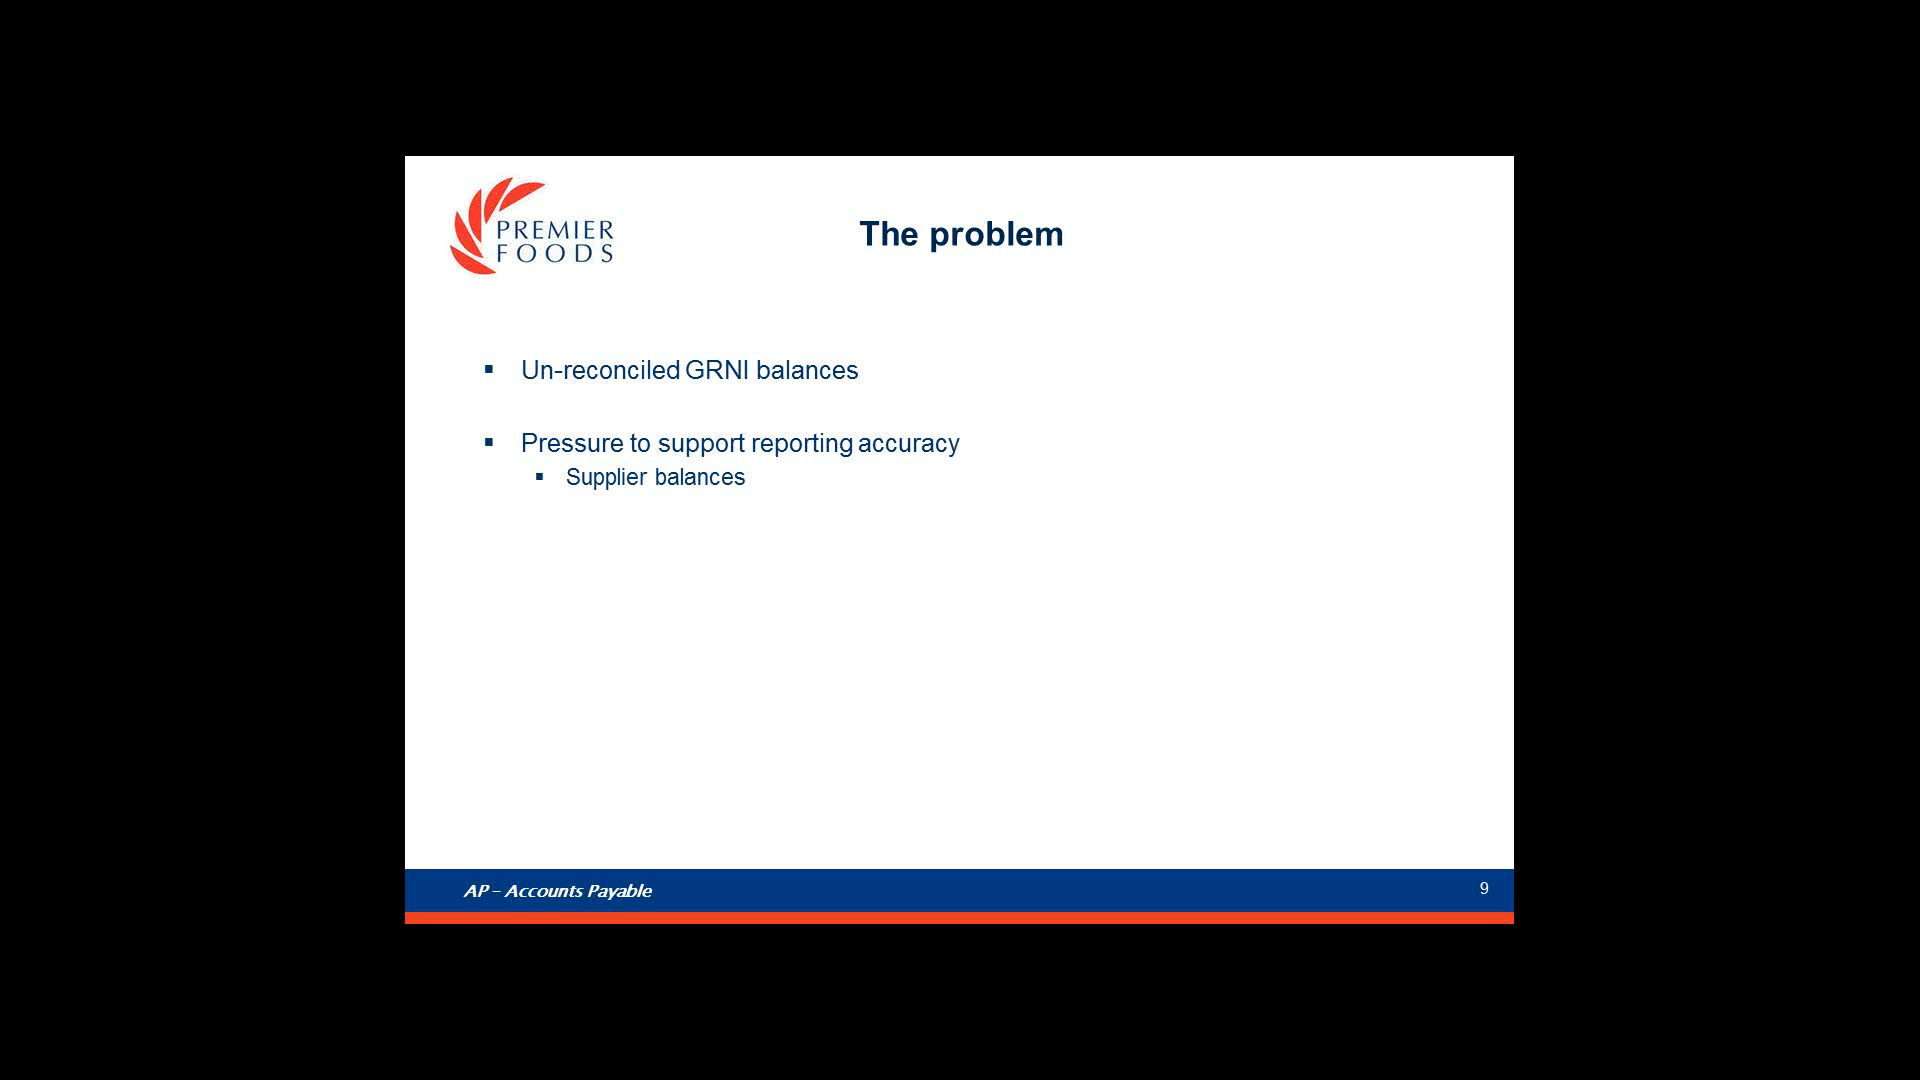 PREMIER
FOODS
The problem
▪ Un-reconciled GRNI balances
▪ Pressure to support reporting accuracy
▪ Supplier balances
AP – Accounts Payable
9